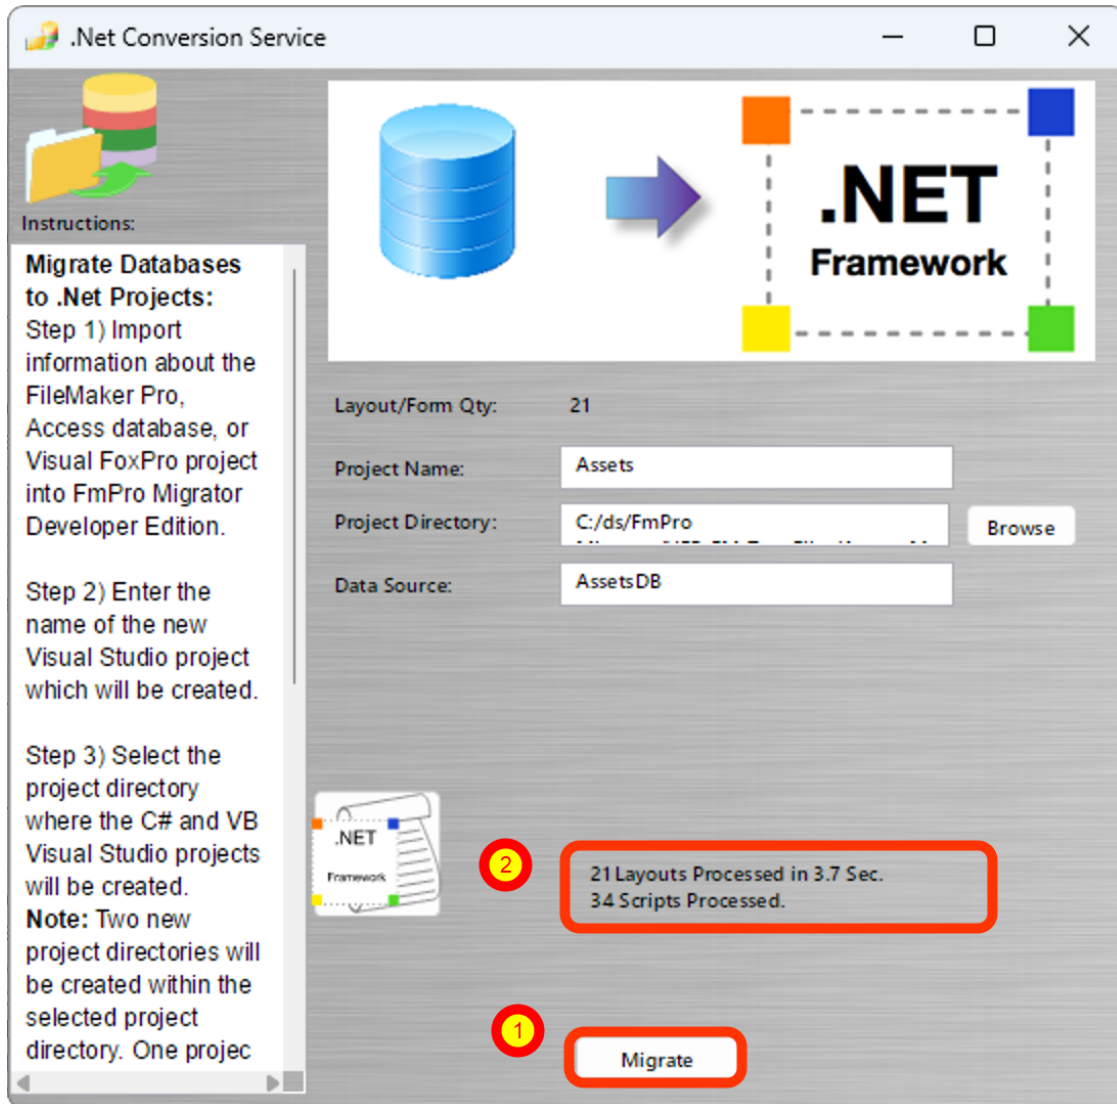 .Net Conversion Service
Instructions:
Migrate Databases
to .Net Projects:
Step 1) Import
information about the
FileMaker Pro,
Access database, or
Visual FoxPro project
into FmPro Migrator
Developer Edition.
Step 2) Enter the
name of the new
Visual Studio project
which will be created.
Step 3) Select the
project directory
where the C# and VB
Visual Studio projects
will be created.
Note: Two new
project directories will
be created within the
selected project
directory. One projec
.NET
Framework
Layout/Form Qty: 21
Project Name: Assets
Project Directory: C:/ds/FmPro
Browse
Data Source: AssetsDB
.NET
Framework
2
21 Layouts Processed in 3.7 Sec.
34 Scripts Processed.
1
Migrate